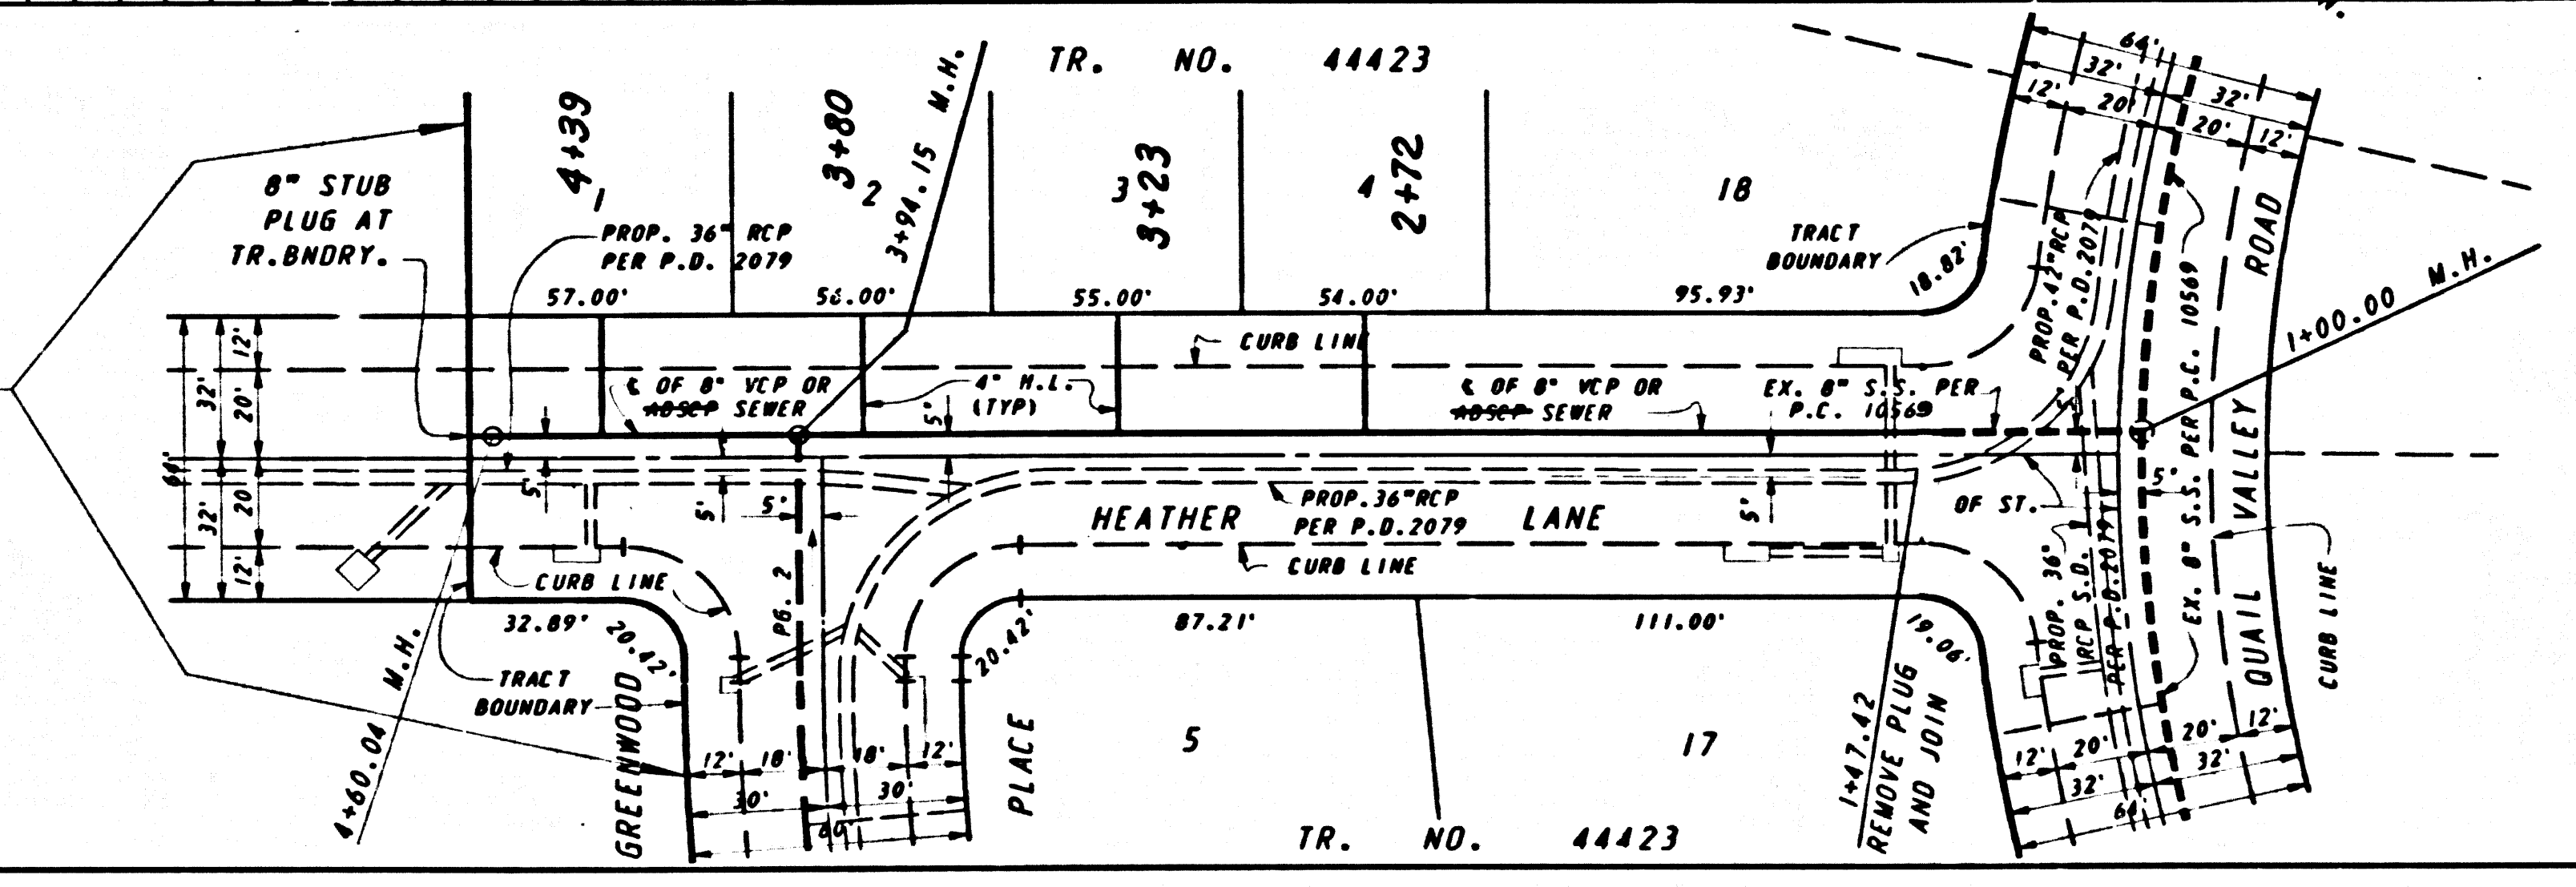 TR. NO. 44423
64'
32'
32'
12'
20'
20'
12'
4+39
1
3+80
2
3+94.15 M.H.
3
3+23
4
2+72
18
8" STUB
PLUG AT
TR.BNDRY.
PROP. 36" RCP
PER P.D. 2079
TRACT
BOUNDARY
18.82'
PROP.42"RCP
PER P.D.2079
EX. 8" S.S. PER P.C. 10569
QUAIL VALLEY ROAD
1+00.00 M.H.
57.00'
55.00'
54.00'
95.93'
CURB LINE
℄ OF 8" VCP OR
ABSCP SEWER
4" H.L.
(TYP)
5'
℄ OF 8" VCP OR
ABSCP SEWER
EX. 8" S.S. PER
P.C. 10569
5'
64'
32'
32'
12'
20'
20
12'
5'
5'
5'
HEATHER LANE
PROP.36"RCP
PER P.D.2079
5'
OF ST.
5'
CURB LINE
CURB LINE
PG. 2
32.89'
20.42'
20.42'
87.21'
111.00'
19.06'
PROP. 36"
RCP S.D.
PER P.D.2079
CURB LINE
M.H.
4+60.04
TRACT
BOUNDARY
GREENWOOD PLACE
12'
18'
18'
12'
30'
30'
60'
5
17
1+47.42
REMOVE PLUG
AND JOIN
12'
20'
20'
12'
32'
32'
64'
TR. NO. 44423